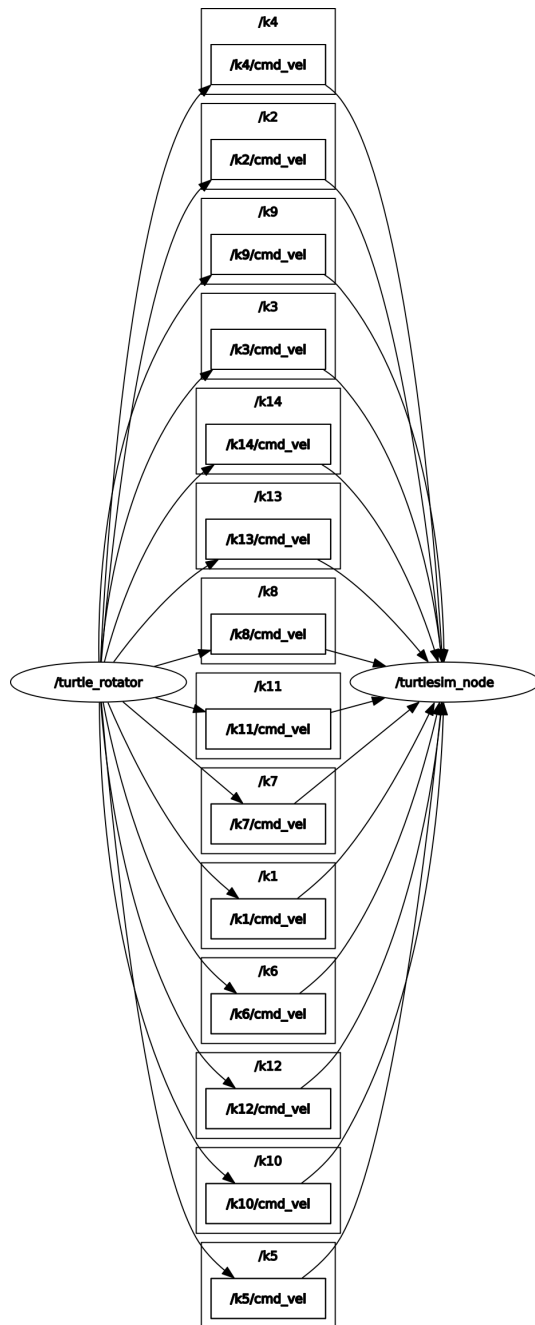 /k4
/k4/cmd_vel
/k2
/k2/cmd_vel
/k9
/k9/cmd_vel
/k3
/k3/cmd_vel
/k14
/k14/cmd_vel
/k13
/k13/cmd_vel
/k8
/k8/cmd_vel
/turtle_rotator
/turtlesim_node
/k11
/k11/cmd_vel
/k7
/k7/cmd_vel
/k1
/k1/cmd_vel
/k6
/k6/cmd_vel
/k12
/k12/cmd_vel
/k10
/k10/cmd_vel
/k5
/k5/cmd_vel